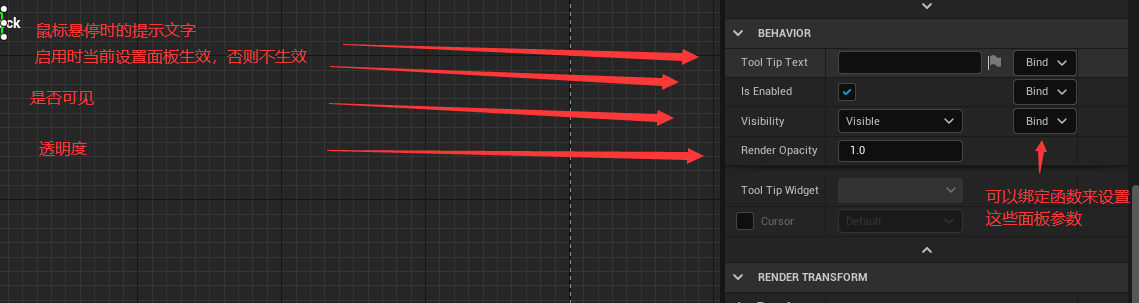 ck
鼠标悬停时的提示文字
启用时当前设置面板生效，否则不生效
是否可见
透明度
BEHAVIOR
Tool Tip Text Bind
Is Enabled Bind
Visibility Visible Bind
Render Opacity 1.0
Tool Tip Widget
Cursor Default
可以绑定函数来设置
这些面板参数
RENDER TRANSFORM